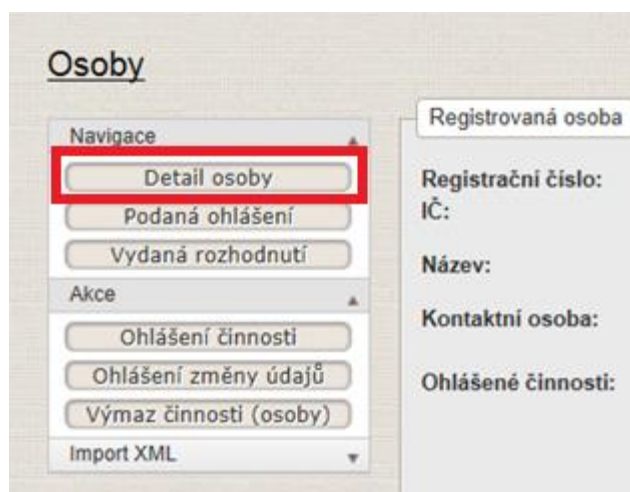 Osoby
Navigace
Detail osoby
Podaná ohlášení
Vydaná rozhodnutí
Akce
Ohlášení činnosti
Ohlášení změny údajů
Výmaz činnosti (osoby)
Import XML
Registrovaná osoba
Registrační číslo:
IČ:
Název:
Kontaktní osoba:
Ohlášené činnosti: